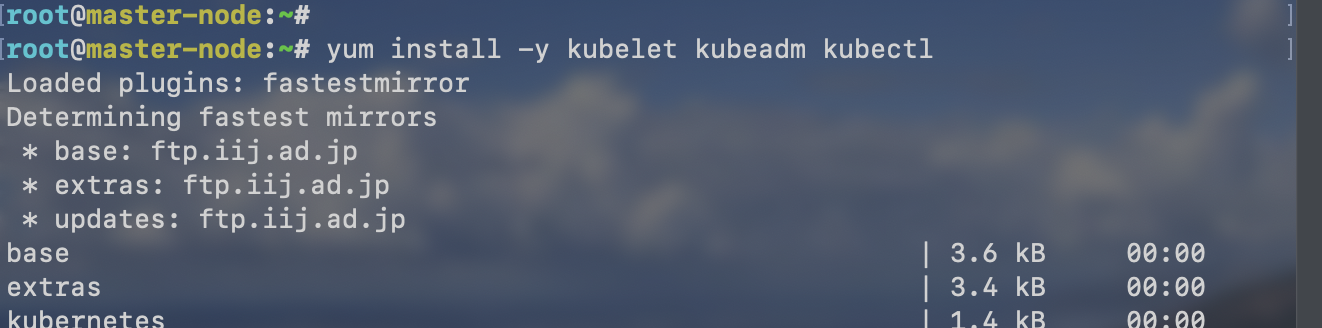 [root@master-node:~# ]
[root@master-node:~# yum install -y kubelet kubeadm kubectl ]
Loaded plugins: fastestmirror
Determining fastest mirrors
 * base: ftp.iij.ad.jp
 * extras: ftp.iij.ad.jp
 * updates: ftp.iij.ad.jp
base | 3.6 kB 00:00
extras | 3.4 kB 00:00
kubernetes | 1.4 kB 00:00